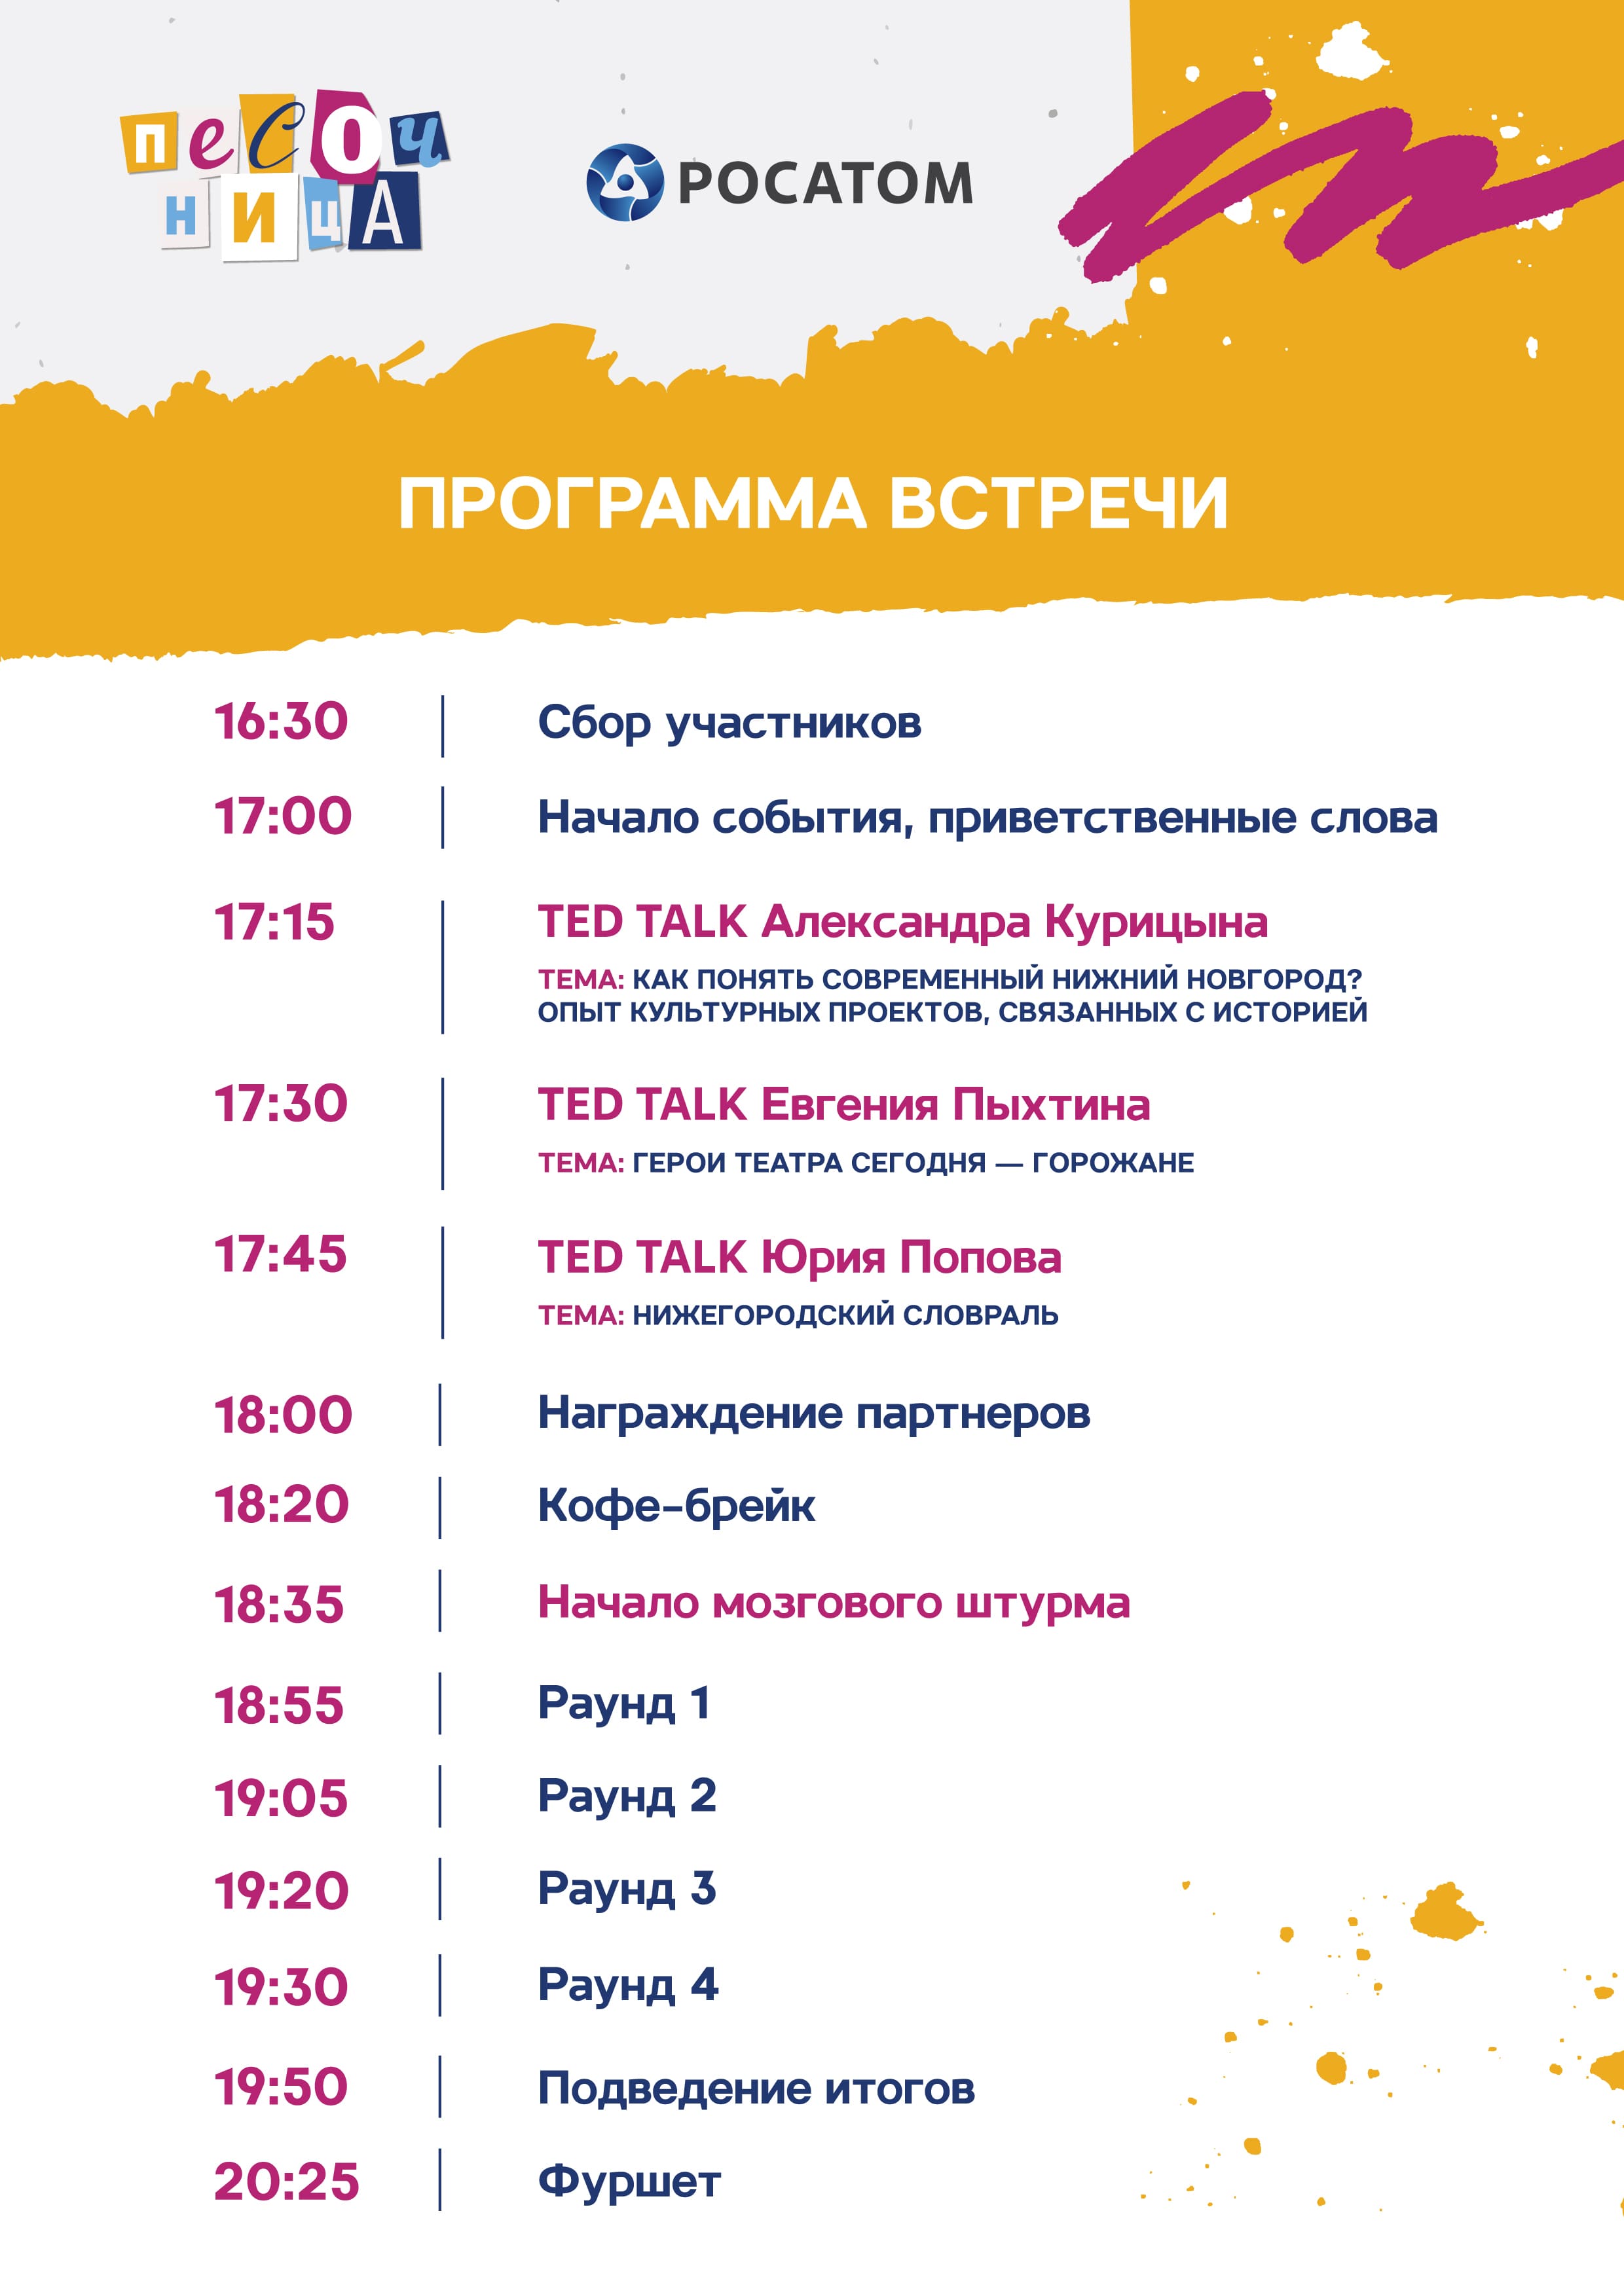 песоч
ница
РОСАТОМ
ПРОГРАММА ВСТРЕЧИ
16:30 Сбор участников
17:00 Начало события, приветственные слова
17:15 TED TALK Александра Курицына
ТЕМА: КАК ПОНЯТЬ СОВРЕМЕННЫЙ НИЖНИЙ НОВГОРОД?
ОПЫТ КУЛЬТУРНЫХ ПРОЕКТОВ, СВЯЗАННЫХ С ИСТОРИЕЙ
17:30 TED TALK Евгения Пыхтина
ТЕМА: ГЕРОИ ТЕАТРА СЕГОДНЯ — ГОРОЖАНЕ
17:45 TED TALK Юрия Попова
ТЕМА: НИЖЕГОРОДСКИЙ СЛОВРАЛЬ
18:00 Награждение партнеров
18:20 Кофе-брейк
18:35 Начало мозгового штурма
18:55 Раунд 1
19:05 Раунд 2
19:20 Раунд 3
19:30 Раунд 4
19:50 Подведение итогов
20:25 Фуршет